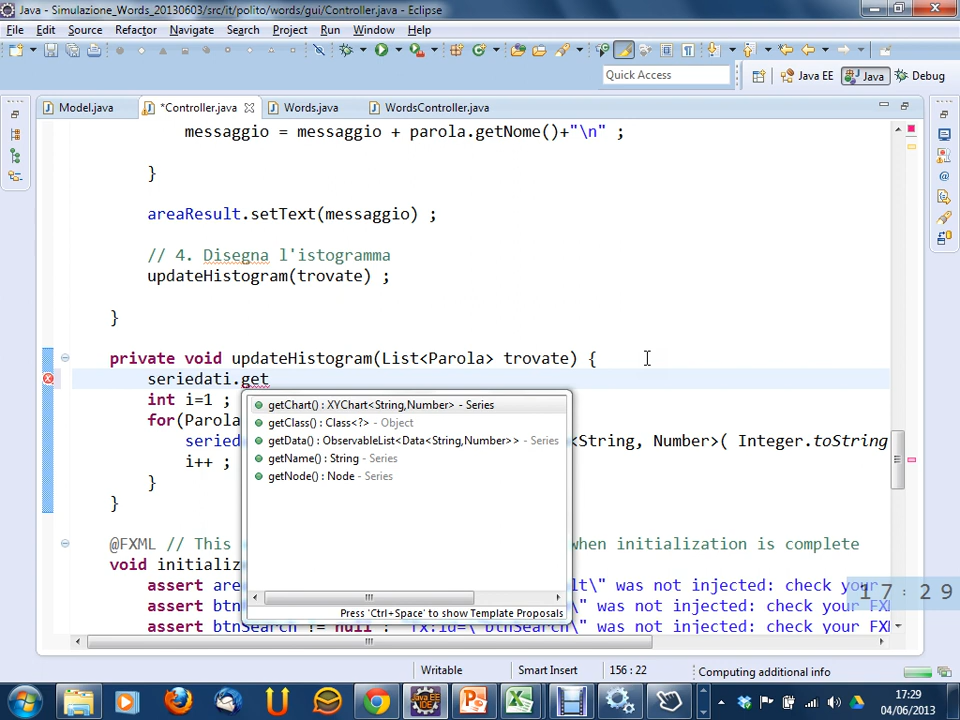 Java - Simulazione_Words_20130603/src/it/polito/words/gui/Controller.java - Eclipse
File Edit Source Refactor Navigate Search Project Run Window Help
Quick Access
Java EE Java Debug
Model.java *Controller.java Words.java WordsController.java
messaggio = messaggio + parola.getNome()+"\n" ;
}
areaResult.setText(messaggio) ;
// 4. Disegna l'istogramma
updateHistogram(trovate) ;
}
private void updateHistogram(List<Parola> trovate) {
seriedati.get
int i=1 ;
for(Parola
seried <String, Number>( Integer.toString
i++ ;
}
}
getChart() : XYChart<String,Number> - Series
getClass() : Class<?> - Object
getData() : ObservableList<Data<String,Number>> - Series
getName() : String - Series
getNode() : Node - Series
Press 'Ctrl+Space' to show Template Proposals
@FXML // This when initialization is complete
void initializ
assert are lt\" was not injected: check your
assert btn \" was not injected: check your FX
assert btnSearch != null : "fx:id=\"btnSearch\" was not injected: check your FX
17:29
Writable Smart Insert 156 : 22 Computing additional info
17:29
04/06/2013